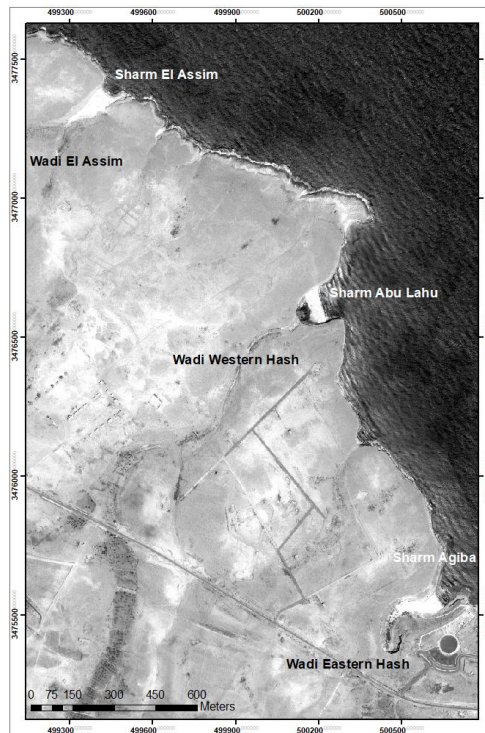 499300 499600 499900 500200 500500
3477500
Sharm El Assim
Wadi El Assim
3477000
Sharm Abu Lahu
3476500
Wadi Western Hash
3476000
Sharm Agiba
3475500
Wadi Eastern Hash
0 75 150 300 450 600
Meters
499300 499600 499900 500200 500500